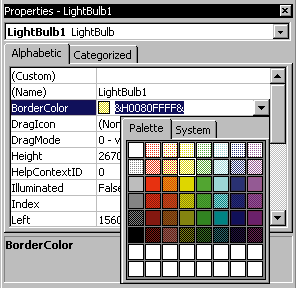 Properties - LightBulb1
LightBulb1 LightBulb
Alphabetic Categorized
(Custom)
(Name) LightBulb1
BorderColor &H0080FFFF&
DragIcon (Non
DragMode 0 - v
Height 2670
HelpContextID 0
Illuminated False
Index
Left 1560
Palette System
BorderColor